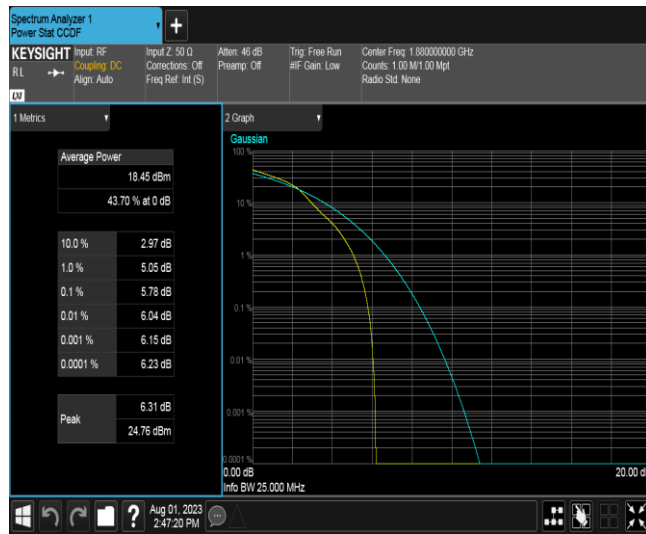 Spectrum Analyzer 1
Power Stat CCDF
+
KEYSIGHT
RL
LXI
Input: RF
Coupling: DC
Align: Auto
Input Z: 50 Ω
Corrections: Off
Freq Ref: Int (S)
Atten: 46 dB
Preamp: Off
Trig: Free Run
#IF Gain: Low
Center Freq: 1.880000000 GHz
Counts: 1.00 M/1.00 Mpt
Radio Std: None
1 Metrics
Average Power
18.45 dBm
43.70 % at 0 dB
10.0 % 2.97 dB
1.0 % 5.05 dB
0.1 % 5.78 dB
0.01 % 6.04 dB
0.001 % 6.15 dB
0.0001 % 6.23 dB
Peak
6.31 dB
24.76 dBm
2 Graph
Gaussian
100 %
10 %
1 %
0.1 %
0.01 %
0.001 %
0.0001 %
0.00 dB
20.00 d
Info BW 25.000 MHz
?
Aug 01, 2023
2:47:20 PM